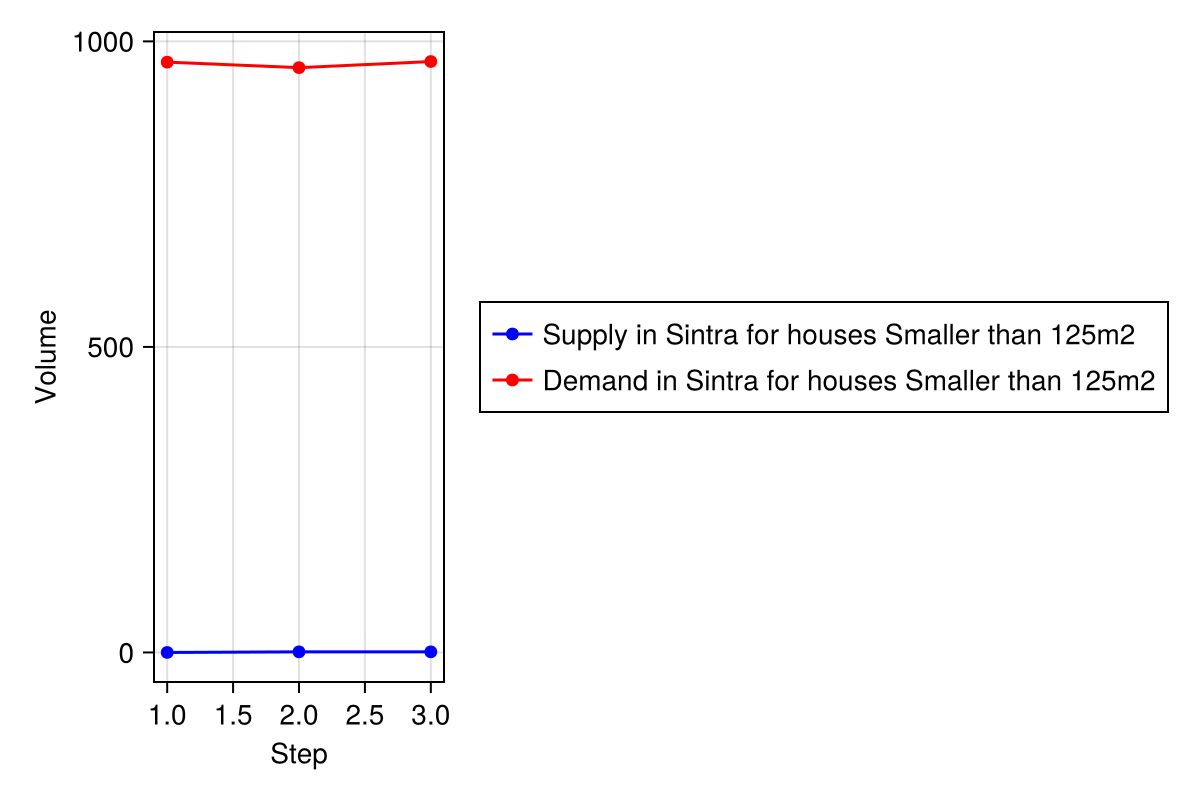 1000
500
0
Volume
1.0 1.5 2.0 2.5 3.0
Step
Supply in Sintra for houses Smaller than 125m2
Demand in Sintra for houses Smaller than 125m2